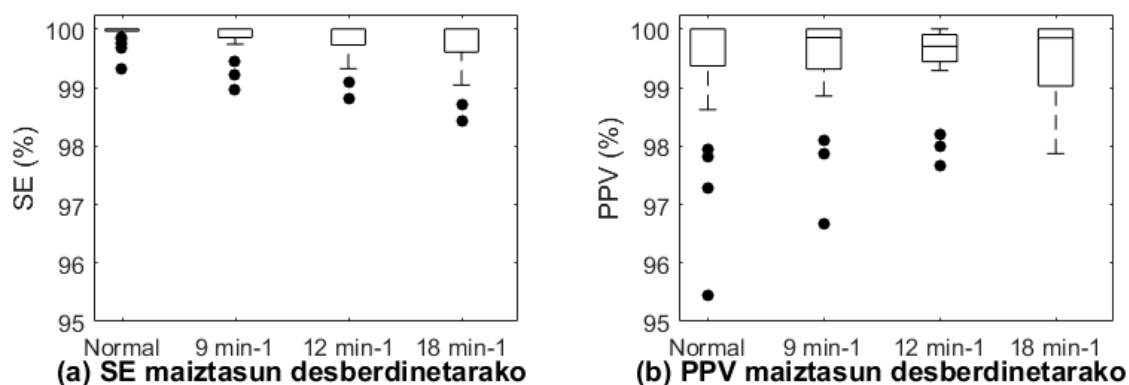 100
99
98
97
96
95
SE (%)
Normal 9 min-1 12 min-1 18 min-1
(a) SE maiztasun desberdinetarako
100
99
98
97
96
95
PPV (%)
Normal 9 min-1 12 min-1 18 min-1
(b) PPV maiztasun desberdinetarako